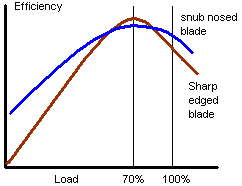 Efficiency
snub nosed
blade
Sharp
edged
blade
Load 70% 100%